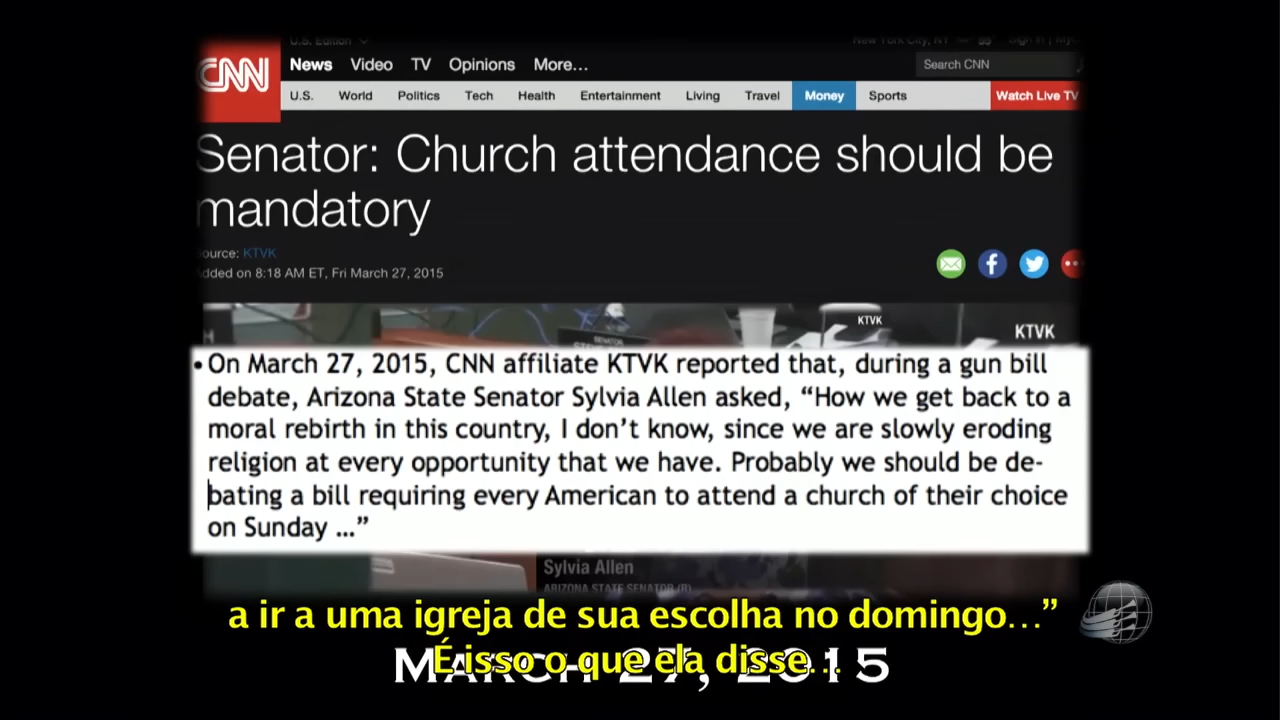 U.S. Edition
CNN
News Video TV Opinions More...
Search CNN
U.S. World Politics Tech Health Entertainment Living Travel Money Sports Watch Live TV
Senator: Church attendance should be
mandatory
ource: KTVK
dded on 8:18 AM ET, Fri March 27, 2015
KTVK
KTVK
• On March 27, 2015, CNN affiliate KTVK reported that, during a gun bill
debate, Arizona State Senator Sylvia Allen asked, “How we get back to a
moral rebirth in this country, I don’t know, since we are slowly eroding
religion at every opportunity that we have. Probably we should be de-
bating a bill requiring every American to attend a church of their choice
on Sunday ...”
Sylvia Allen
ARIZONA STATE SENATOR (R)
a ir a uma igreja de sua escolha no domingo...”
É isso o que ela disse...
March 27, 2015